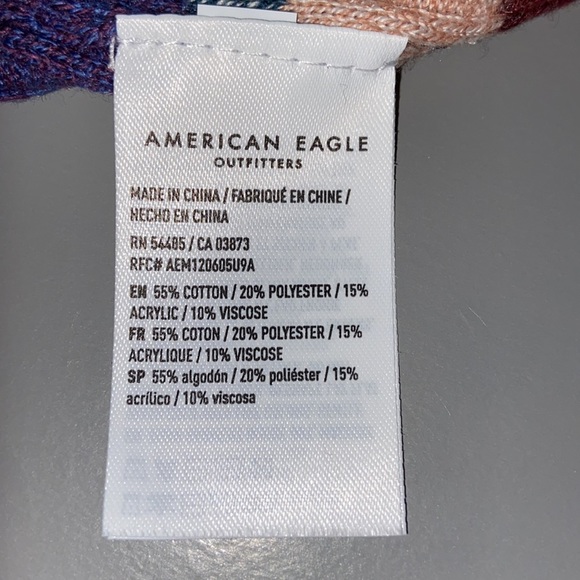 AMERICAN EAGLE
OUTFITTERS
MADE IN CHINA / FABRIQUÉ EN CHINE /
HECHO EN CHINA
RN 54485 / CA 03873
RFC# AEM120605U9A
EN 55% COTTON / 20% POLYESTER / 15%
ACRYLIC / 10% VISCOSE
FR 55% COTON / 20% POLYESTER / 15%
ACRYLIQUE / 10% VISCOSE
SP 55% algodón / 20% poliéster / 15%
acrílico / 10% viscosa